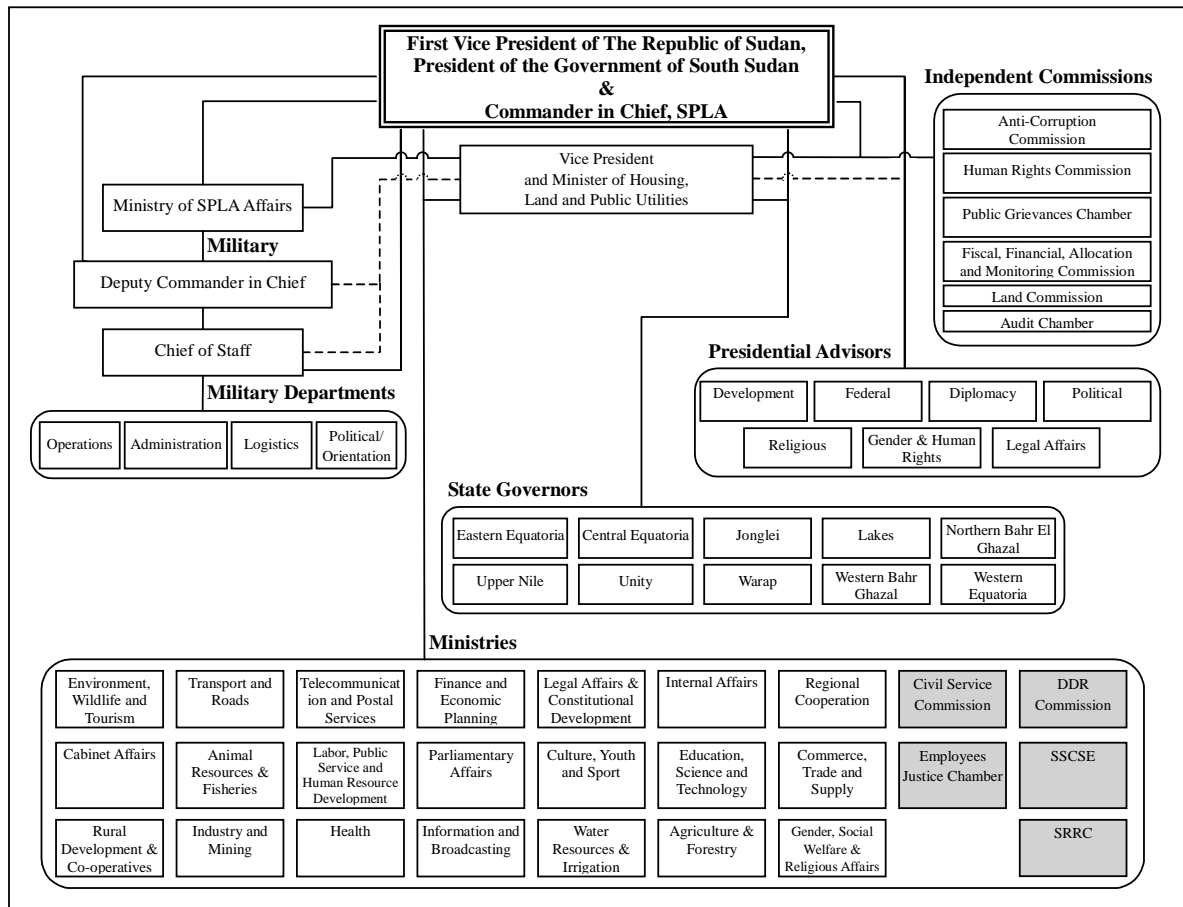 First Vice President of The Republic of Sudan,
President of the Government of South Sudan
&
Commander in Chief, SPLA
Independent Commissions
Anti-Corruption
Commission
Human Rights Commission
Public Grievances Chamber
Fiscal, Financial, Allocation
and Monitoring Commission
Land Commission
Audit Chamber
Vice President
and Minister of Housing,
Land and Public Utilities
Ministry of SPLA Affairs
Military
Deputy Commander in Chief
Chief of Staff
Military Departments
Operations
Administration
Logistics
Political/
Orientation
Presidential Advisors
Development
Federal
Diplomacy
Political
Religious
Gender & Human
Rights
Legal Affairs
State Governors
Eastern Equatoria
Central Equatoria
Jonglei
Lakes
Northern Bahr El
Ghazal
Upper Nile
Unity
Warap
Western Bahr
Ghazal
Western
Equatoria
Ministries
Environment,
Wildlife and
Tourism
Transport and
Roads
Telecommunicat
ion and Postal
Services
Finance and
Economic
Planning
Legal Affairs &
Constitutional
Development
Internal Affairs
Regional
Cooperation
Civil Service
Commission
DDR
Commission
Cabinet Affairs
Animal
Resources &
Fisheries
Labor, Public
Service and
Human Resource
Development
Parliamentary
Affairs
Culture, Youth
and Sport
Education,
Science and
Technology
Commerce,
Trade and
Supply
Employees
Justice Chamber
SSCSE
Rural
Development &
Co-operatives
Industry and
Mining
Health
Information and
Broadcasting
Water
Resources &
Irrigation
Agriculture &
Forestry
Gender, Social
Welfare &
Religious Affairs
SRRC